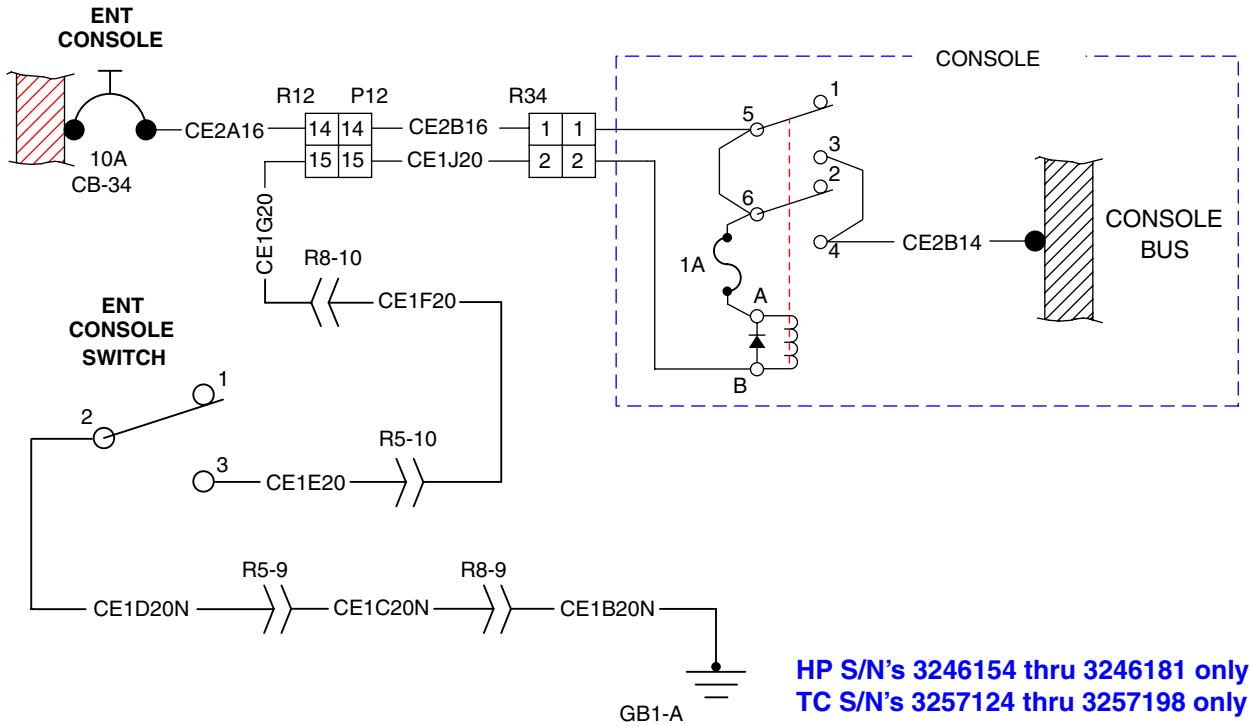 ENT
CONSOLE
10A
CB-34
CE2A16
R12
P12
14
14
15
15
CE2B16
CE1J20
R34
1
1
2
2
CONSOLE
5
1
3
2
6
4
1A
A
B
CE2B14
CONSOLE
BUS
CE1G20
R8-10
CE1F20
ENT
CONSOLE
SWITCH
1
2
3
CE1E20
R5-10
R5-9
R8-9
CE1D20N
CE1C20N
CE1B20N
GB1-A
HP S/N's 3246154 thru 3246181 only
TC S/N's 3257124 thru 3257198 only